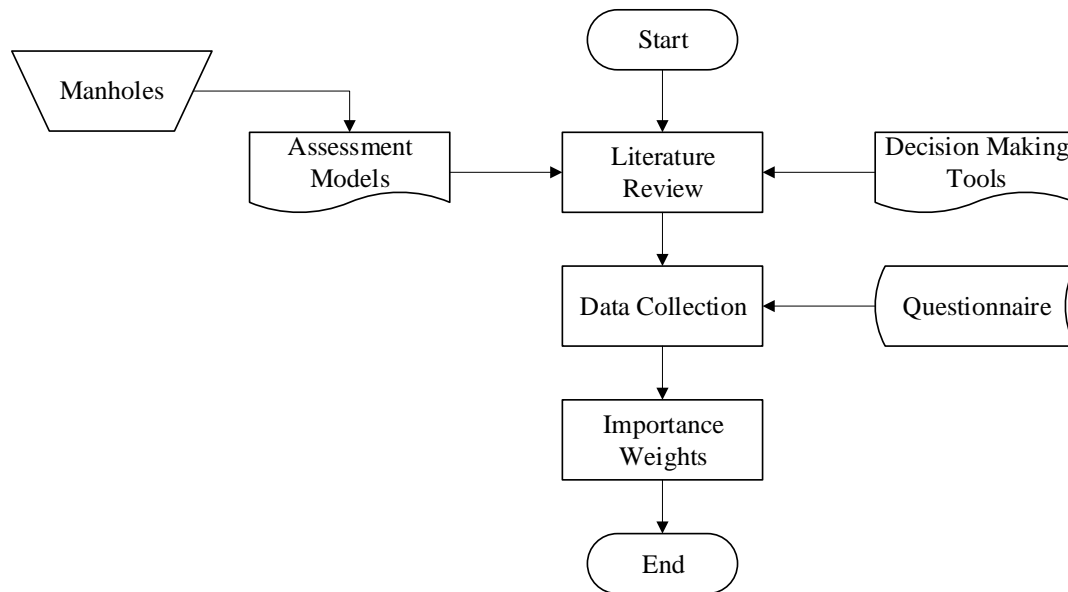 Start
Manholes
Assessment
Models
Literature
Review
Decision Making
Tools
Data Collection
Questionnaire
Importance
Weights
End